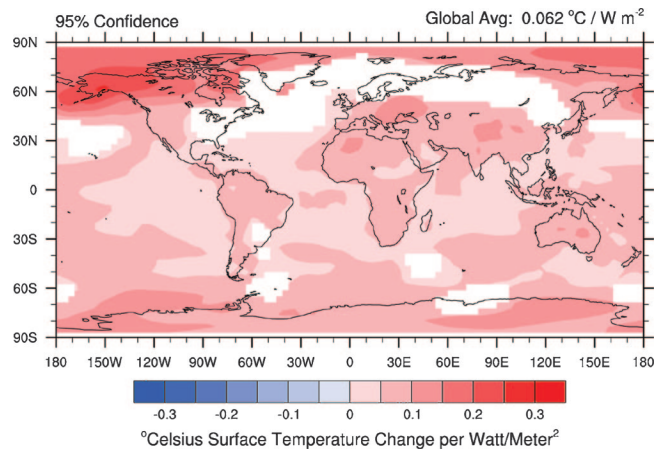 95% Confidence
Global Avg: 0.062 °C / W m⁻²
90N
60N
30N
0
30S
60S
90S
180 150W 120W 90W 60W 30W 0 30E 60E 90E 120E 150E 180
-0.3 -0.2 -0.1 0 0.1 0.2 0.3
°Celsius Surface Temperature Change per Watt/Meter²